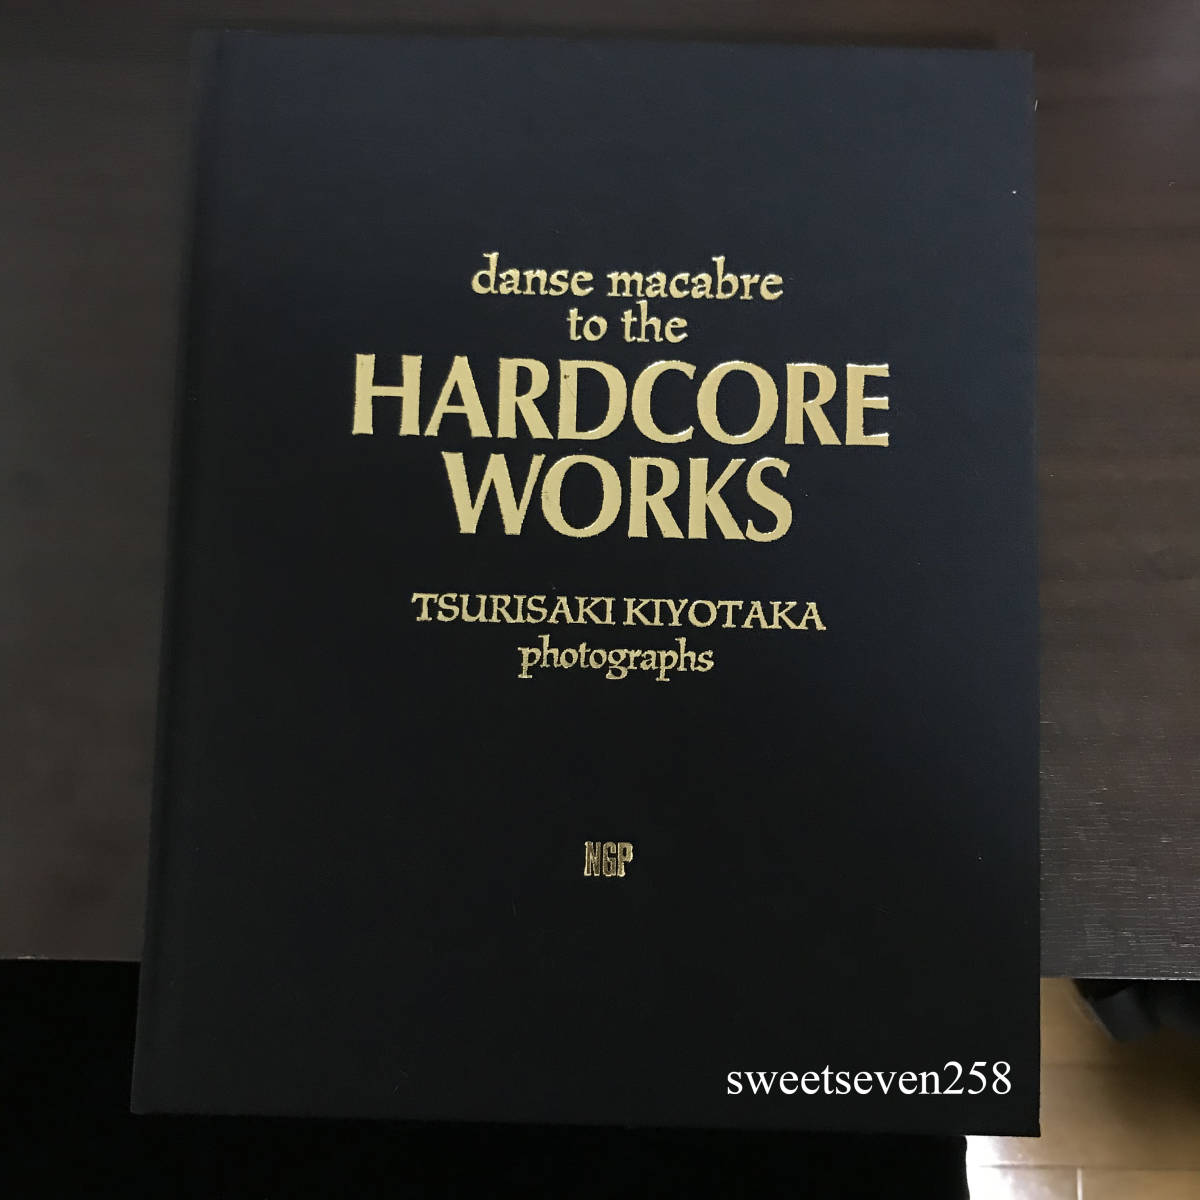 danse macabre
to the
HARDCORE
WORKS
TSURISAKI KIYOTAKA
photographs
NGP
sweetseven258